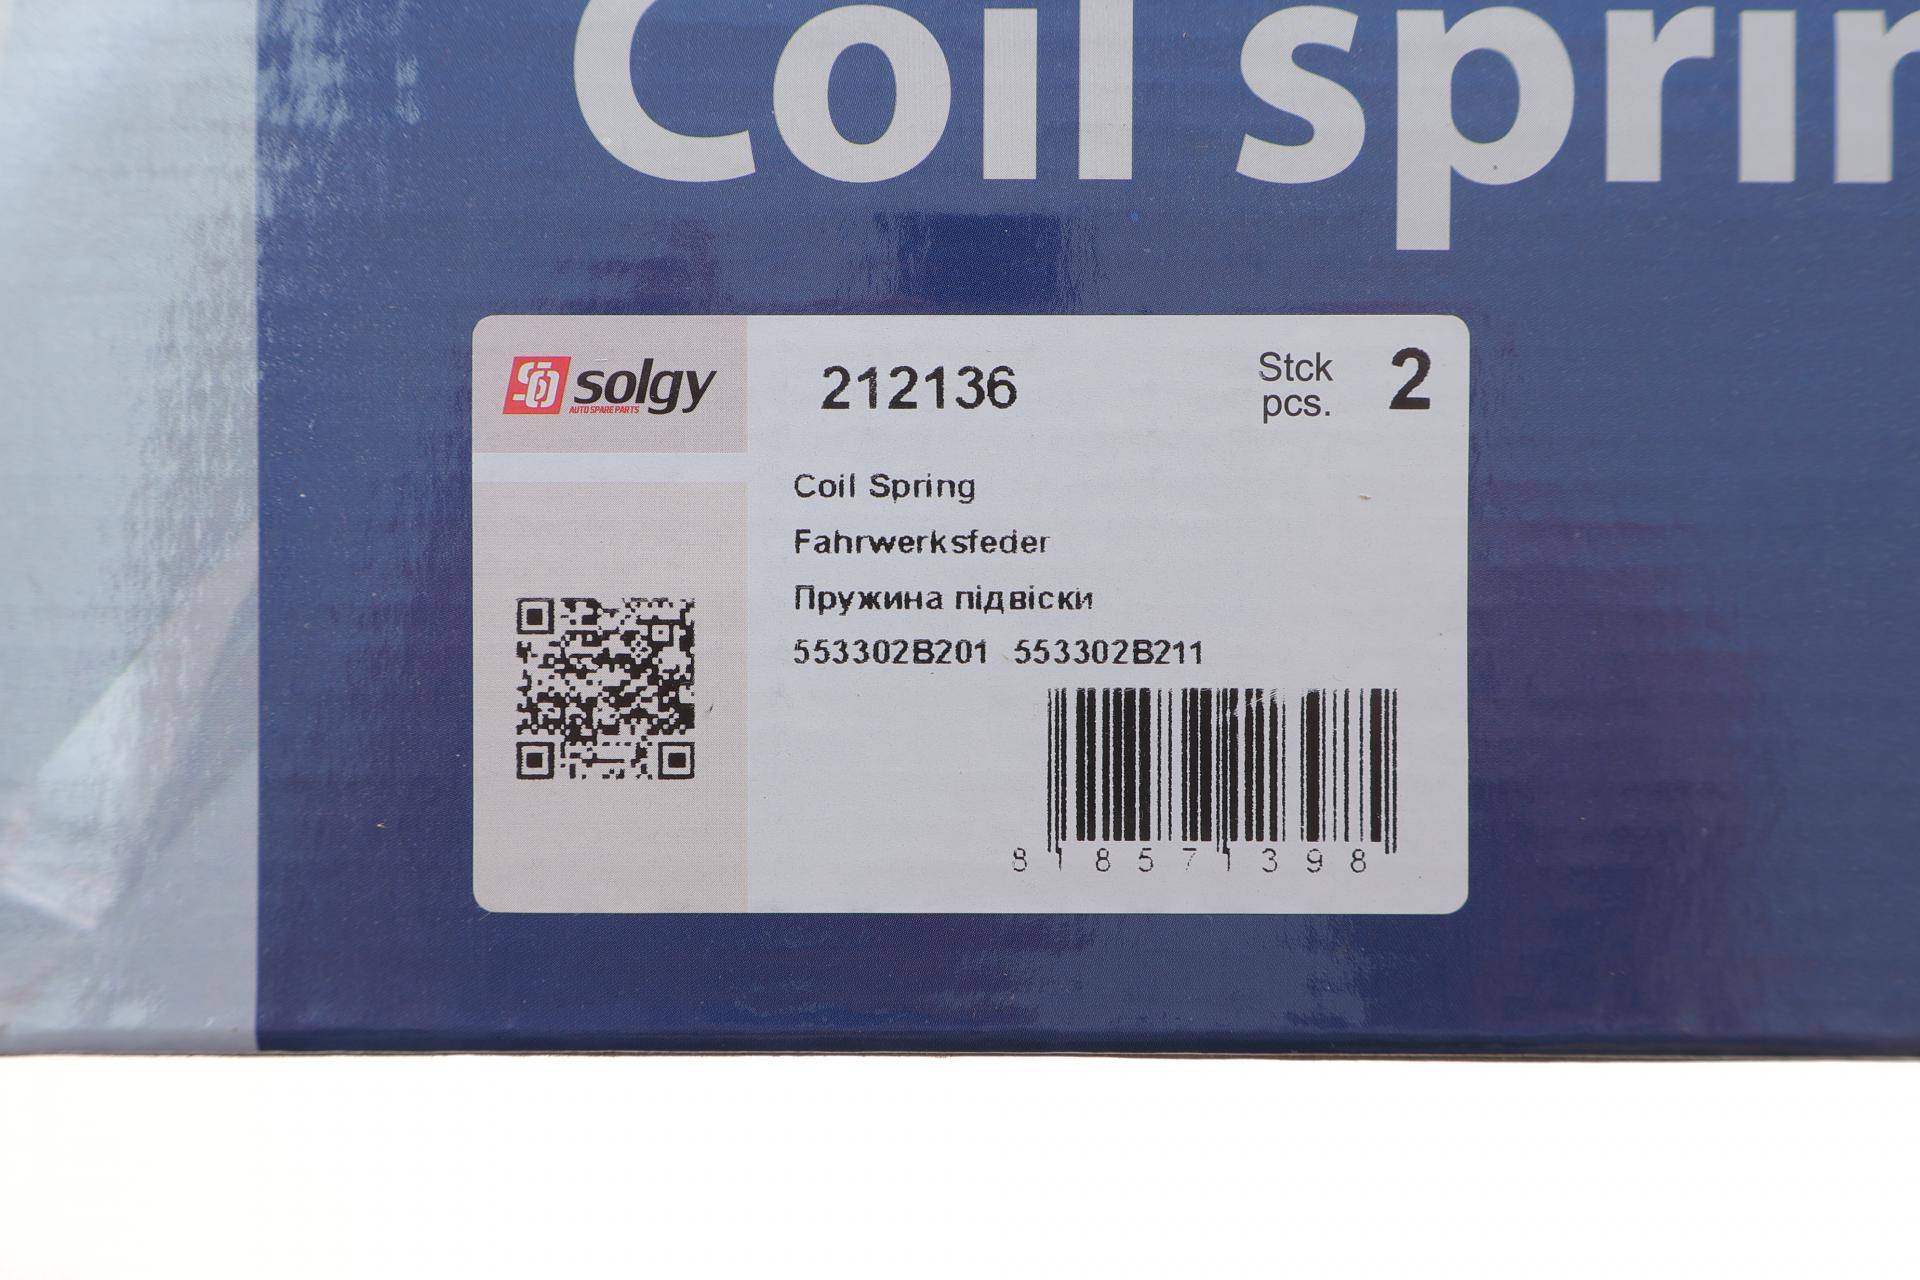 Coil sprin
solgy
AUTO SPARE PARTS
212136
Stck
pcs.
2
Coil Spring
Fahrwerksfeder
Пружина підвіски
553302B201 553302B211
8 1 8 5 7 1 3 9 8